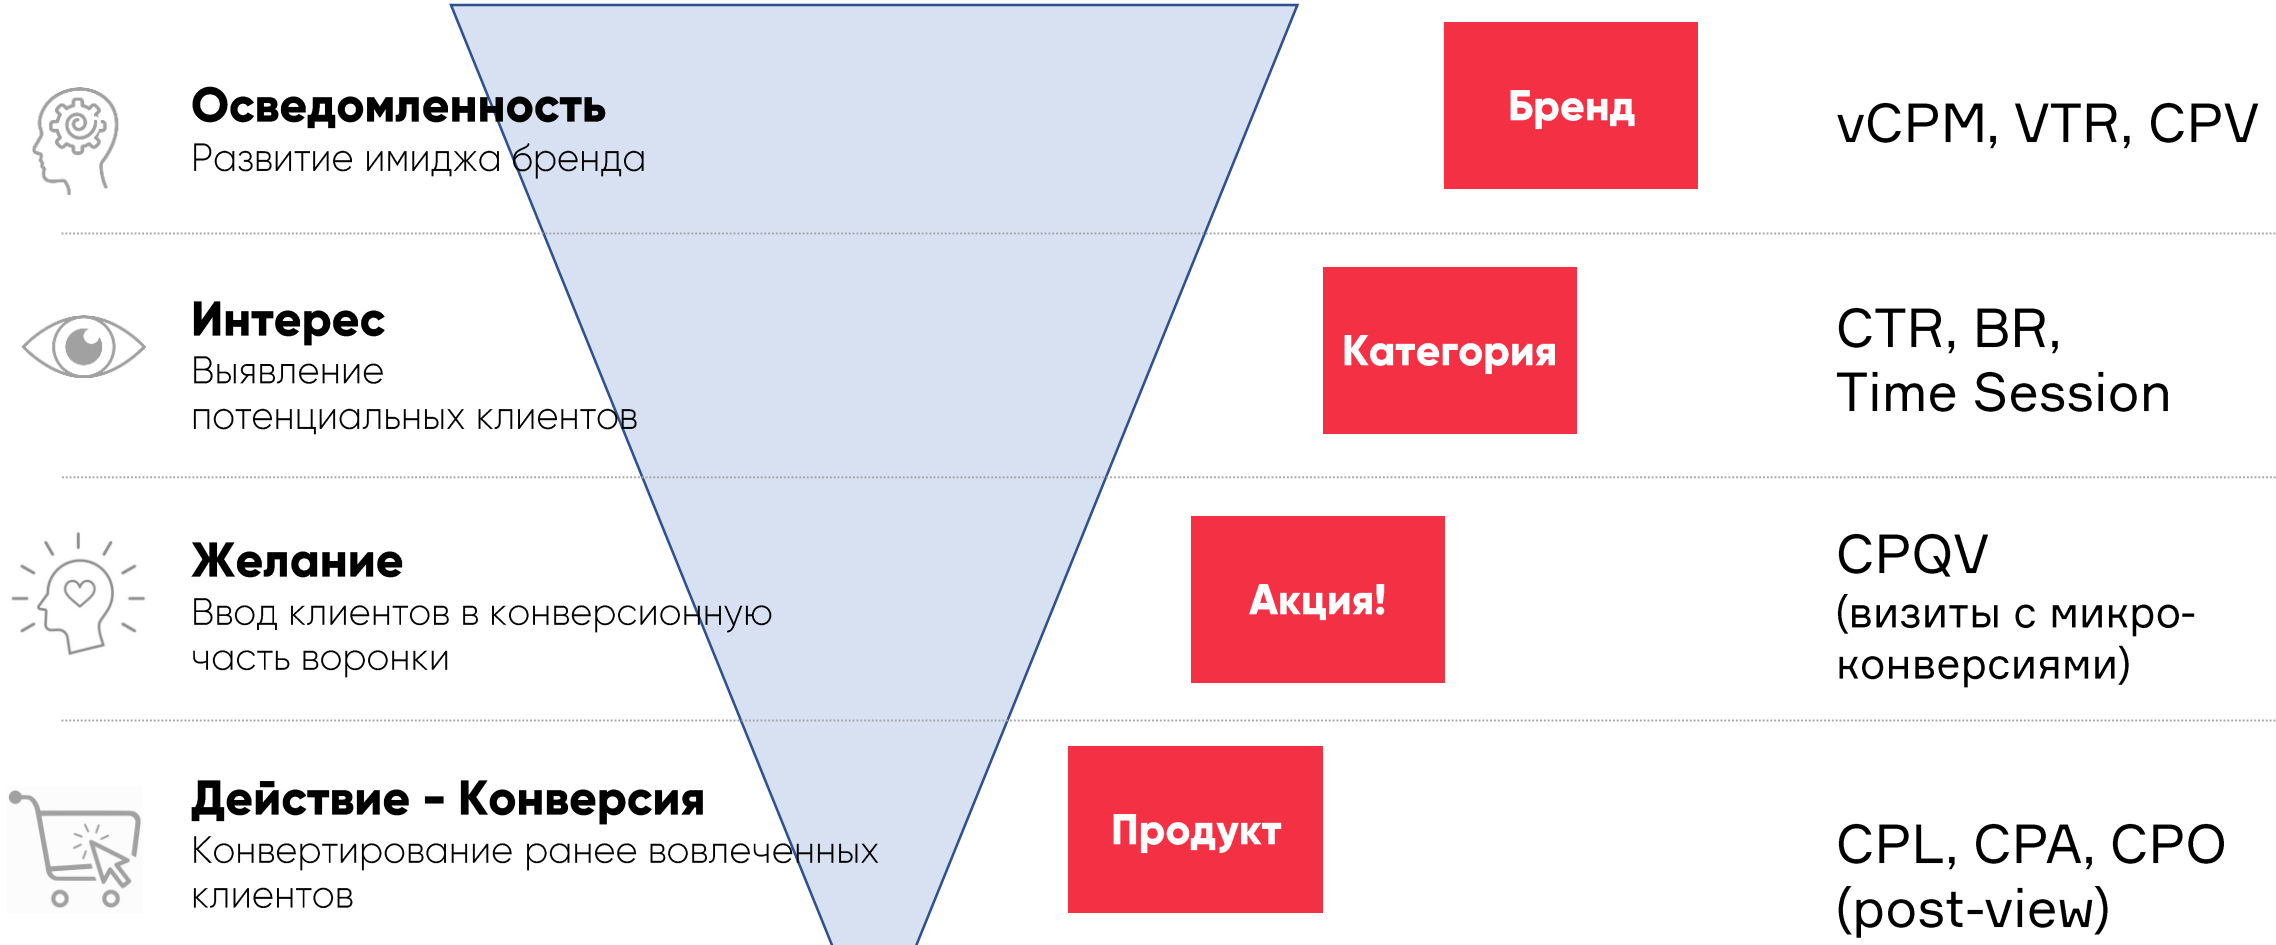 Осведомленность
Развитие имиджа бренда
Бренд
vCPM, VTR, CPV
Интерес
Выявление
потенциальных клиентов
Категория
CTR, BR,
Time Session
Желание
Ввод клиентов в конверсионную
часть воронки
Акция!
CPQV
(визиты с микро-
конверсиями)
Действие - Конверсия
Конвертирование ранее вовлеченных
клиентов
Продукт
CPL, CPA, CPO
(post-view)